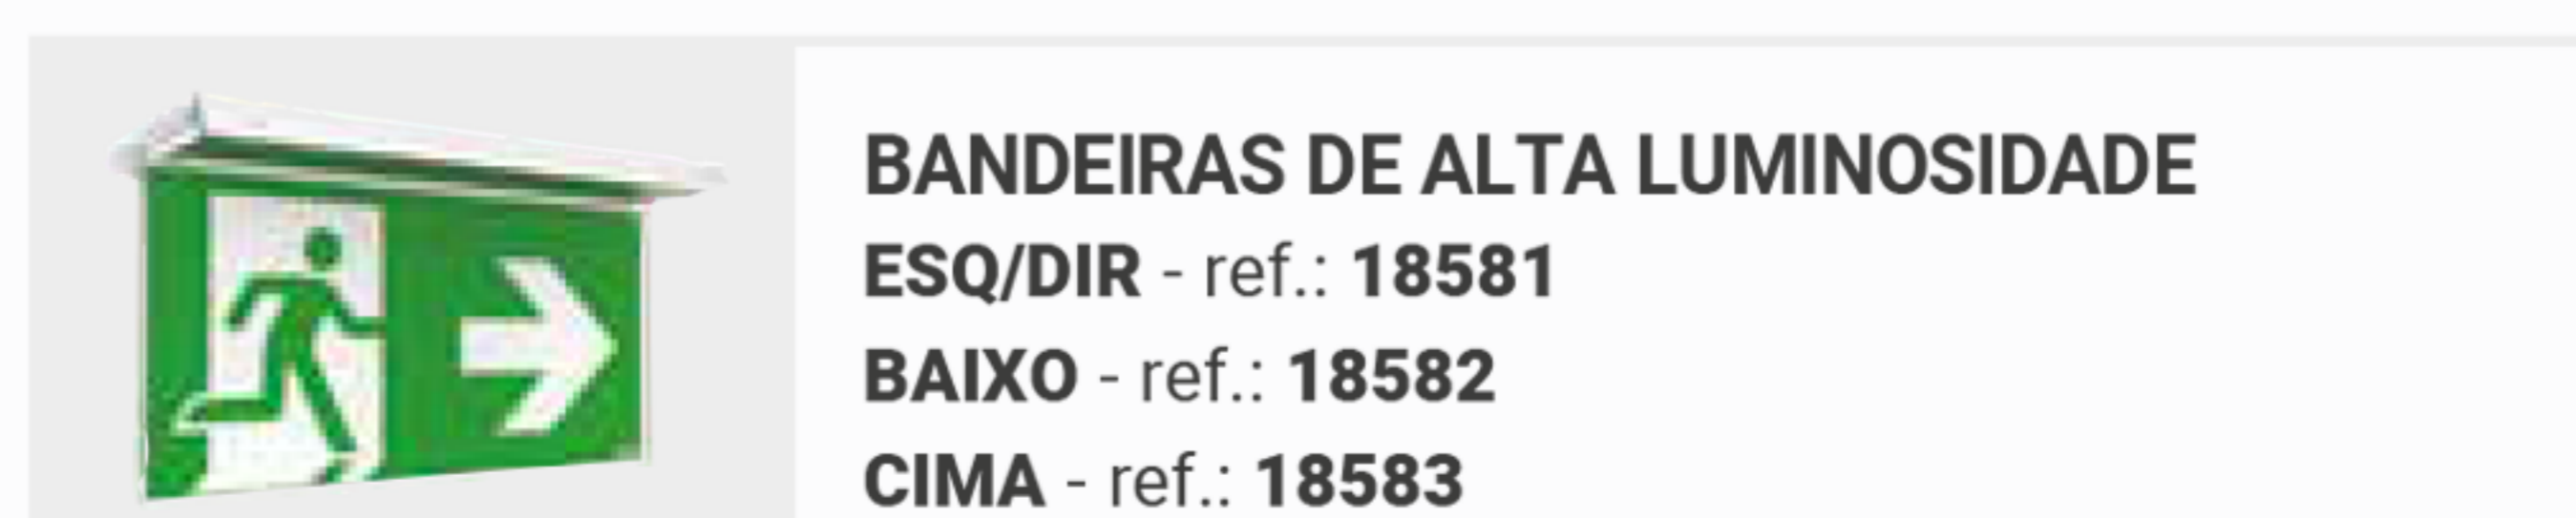 BANDEIRAS DE ALTA LUMINOSIDADE
ESQ/DIR - ref.: 18581
BAIXO - ref.: 18582
CIMA - ref.: 18583